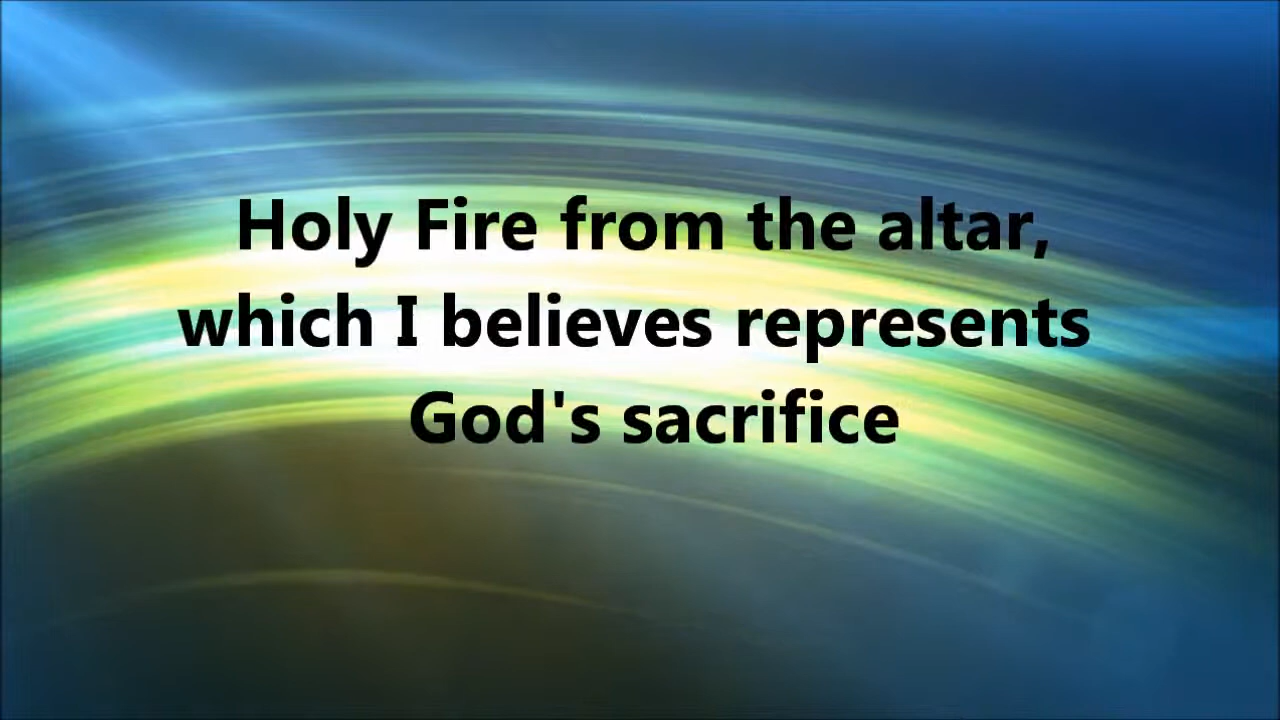 Holy Fire from the altar,
which I believes represents
God's sacrifice